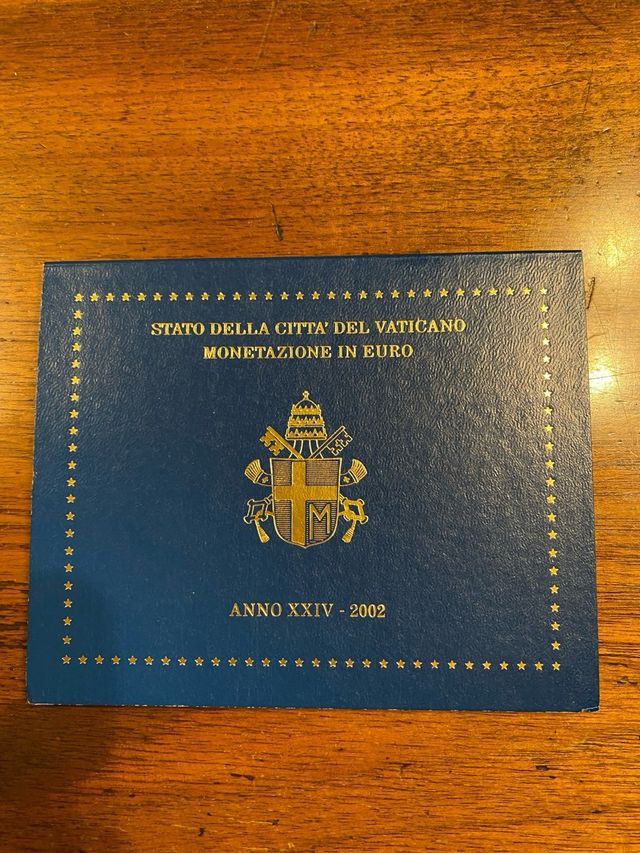 STATO DELLA CITTA' DEL VATICANO
MONETAZIONE IN EURO
M
ANNO XXIV - 2002